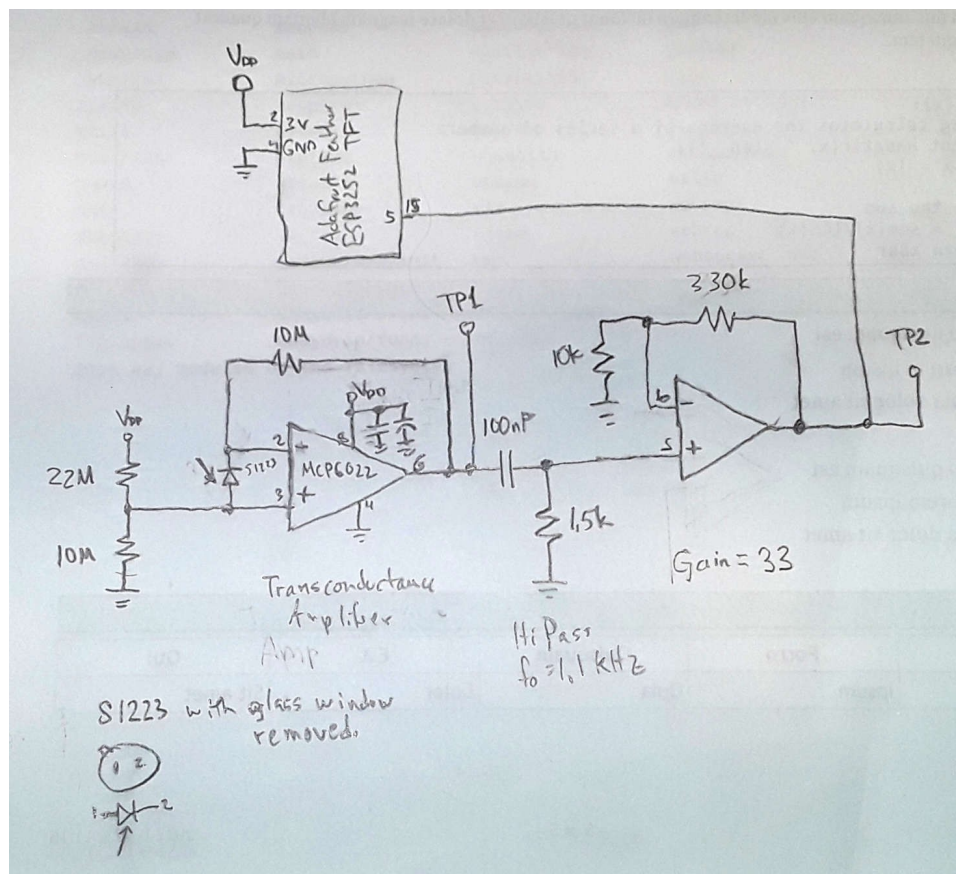 VDD
2 3V
4 GND
Adafruit Feather
ESP32S2 TFT
5 18
330k
TP1
TP2
10M
10k
VDD
VDD
100nF
6
22M
S1223
2
8
MCP6022
6
5
+
3 +
4
1.5k
10M
Gain = 33
Transconductance
Amplifier
Amp
Hi Pass
f0 = 1.1 kHz
S1223 with glass window
removed.
1 2
1 2